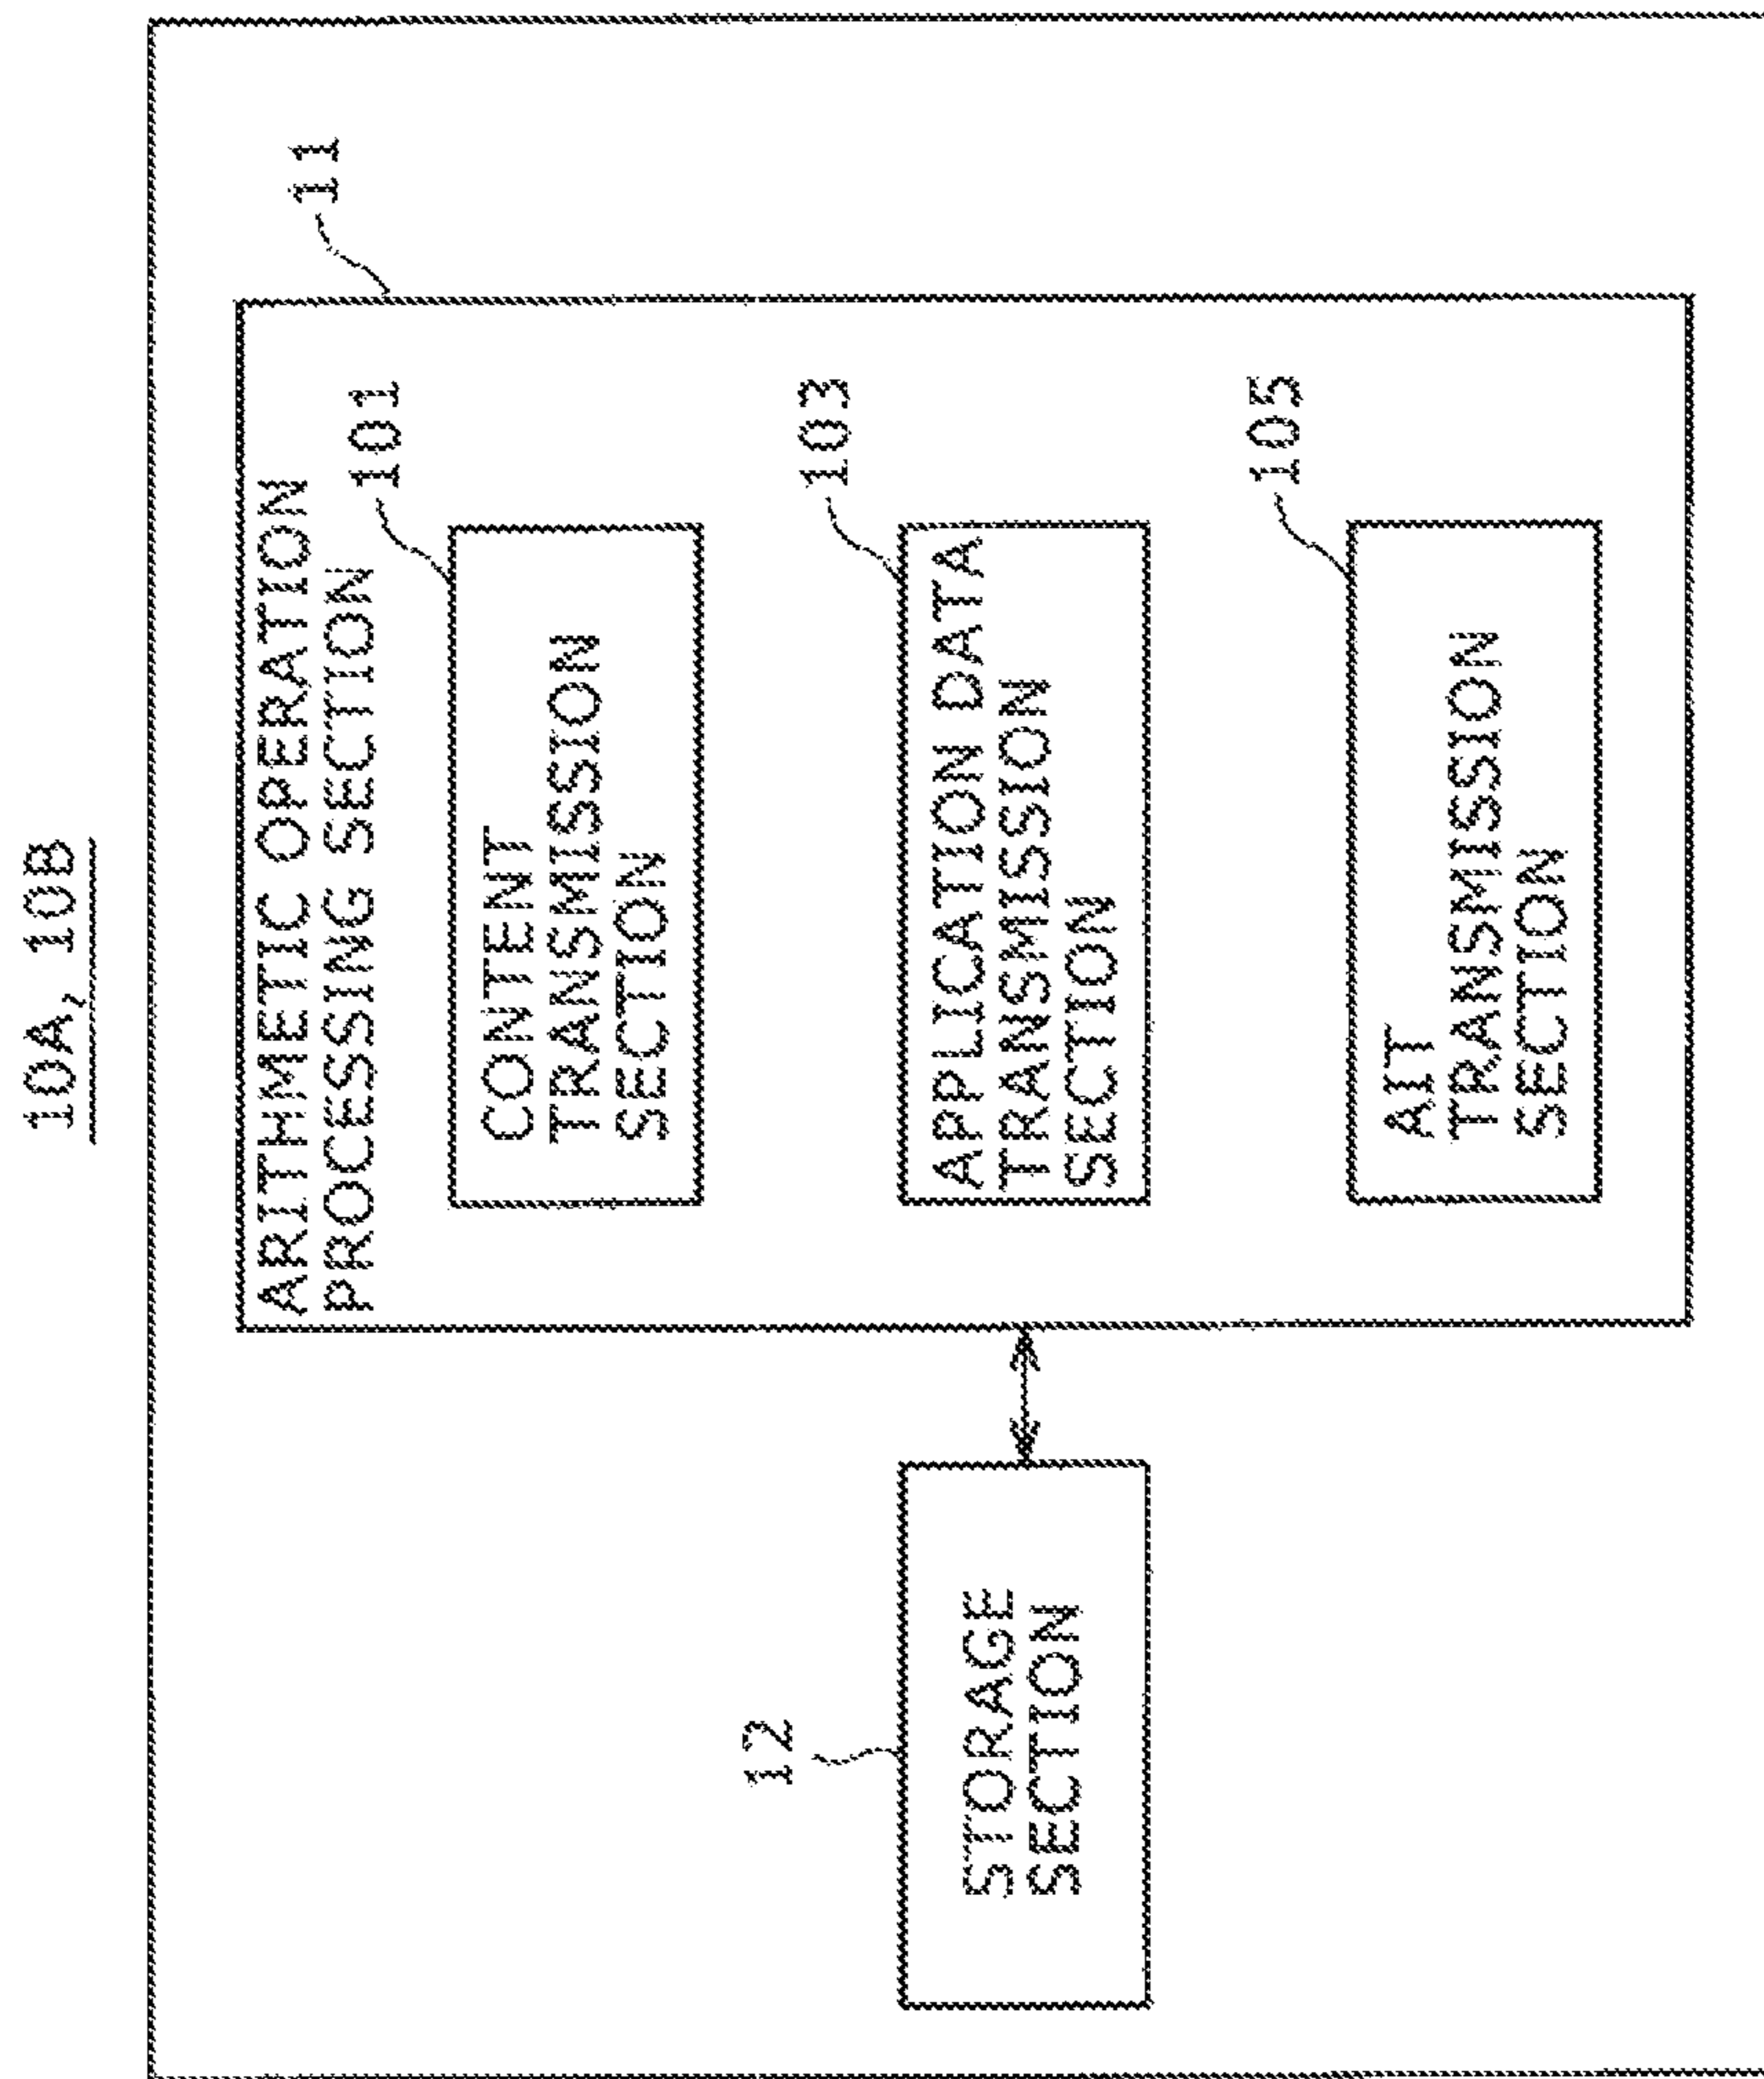 10A, 10B
11
ARITHMETIC OPERATION
PROCESSING SECTION
101
CONTENT
TRANSMISSION
SECTION
12
STORAGE
SECTION
103
APPLICATION DATA
TRANSMISSION
SECTION
105
AIT
TRANSMISSION
SECTION